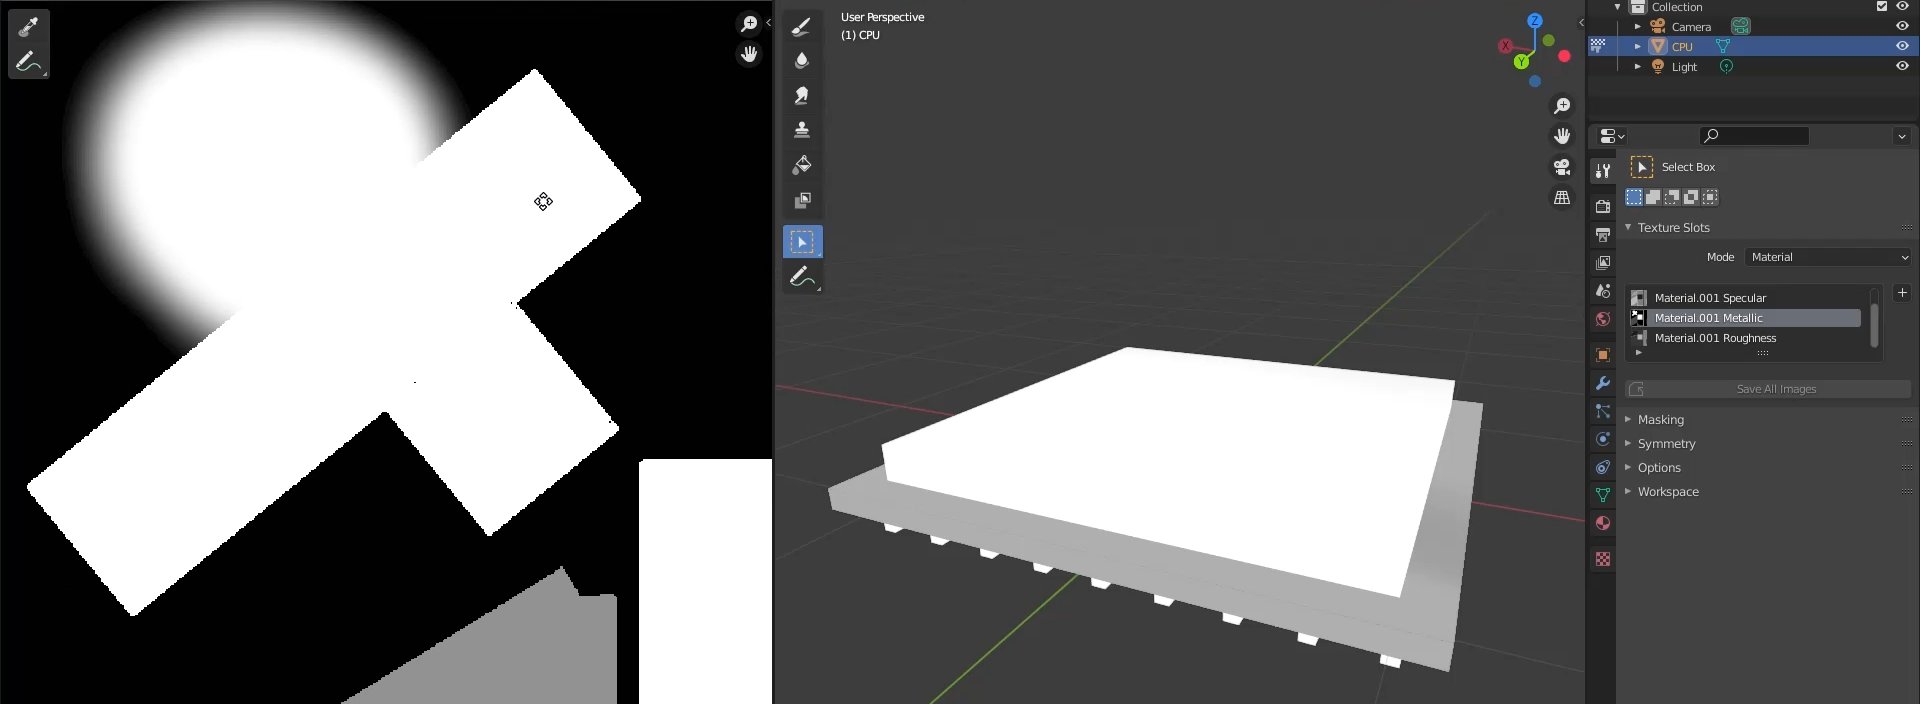 User Perspective
(1) CPU
Z
X
Y
Collection
Camera
CPU
Light
Select Box
Texture Slots
Mode Material
Material.001 Specular
Material.001 Metallic
Material.001 Roughness
Save All Images
Masking
Symmetry
Options
Workspace